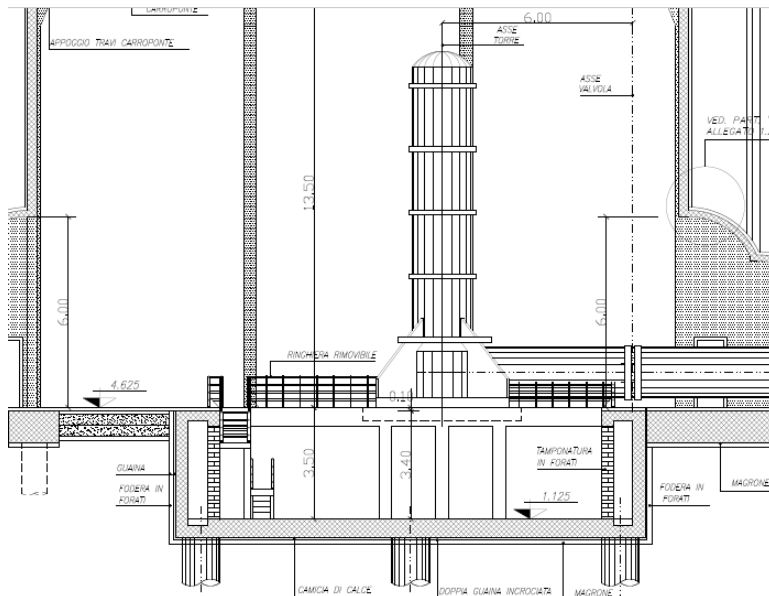 CARROPONTE
APPOGGIO TRAVI CARROPONTE
6.00
ASSE
TORRE
ASSE
VALVOLA
VED. PART.
ALLEGATO 1.
13.50
6.00
6.00
RINGHIERA RIMOVIBILE
4.625
0.10
3.50
3.40
GUAINA
FODERA IN
FORATI
TAMPONATURA
IN FORATI
1.125
FODERA IN
FORATI
MAGRONE
CAMICIA DI CALCE
DOPPIA GUAINA INCROCIATA
MAGRONE